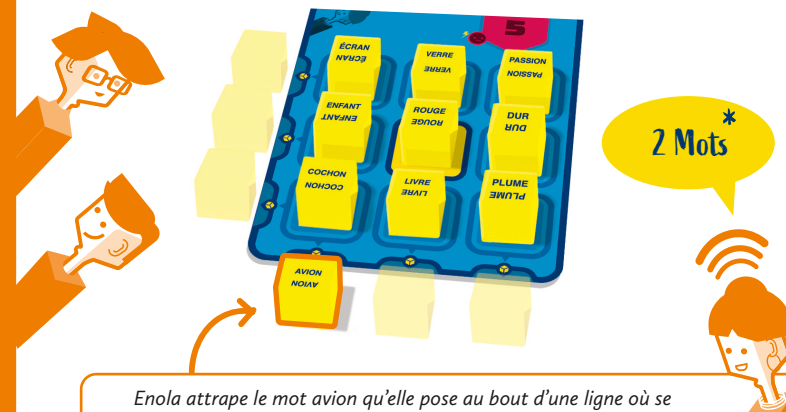 5
ÉCRAN
ÉCRAN
VERRE
VERRE
PASSION
PASSION
ENFANT
ENFANT
ROUGE
ROUGE
DUR
DUR
COCHON
COCHON
LIVRE
LIVRE
PLUME
PLUME
2 Mots*
AVION
AVION
Enola attrape le mot avion qu'elle pose au bout d'une ligne où se